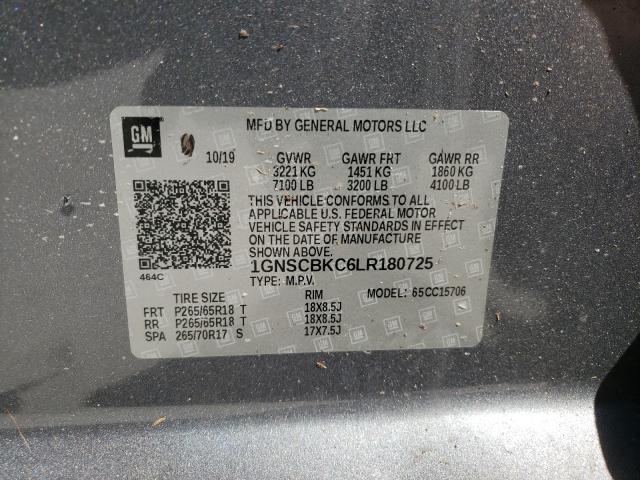 GM
MFD BY GENERAL MOTORS LLC
10/19 GVWR GAWR FRT GAWR RR
3221 KG 1451 KG 1860 KG
7100 LB 3200 LB 4100 LB
THIS VEHICLE CONFORMS TO ALL
APPLICABLE U.S. FEDERAL MOTOR
VEHICLE SAFETY STANDARDS IN EFFECT
ON THE DATE OF MANUFACTURE
SHOWN ABOVE.
464C
1GNSCBKC6LR180725
TYPE: M.P.V. MODEL: 65CC15706
TIRE SIZE RIM
FRT P265/65R18 T 18X8.5J
RR P265/65R18 T 18X8.5J
SPA 265/70R17 S 17X7.5J